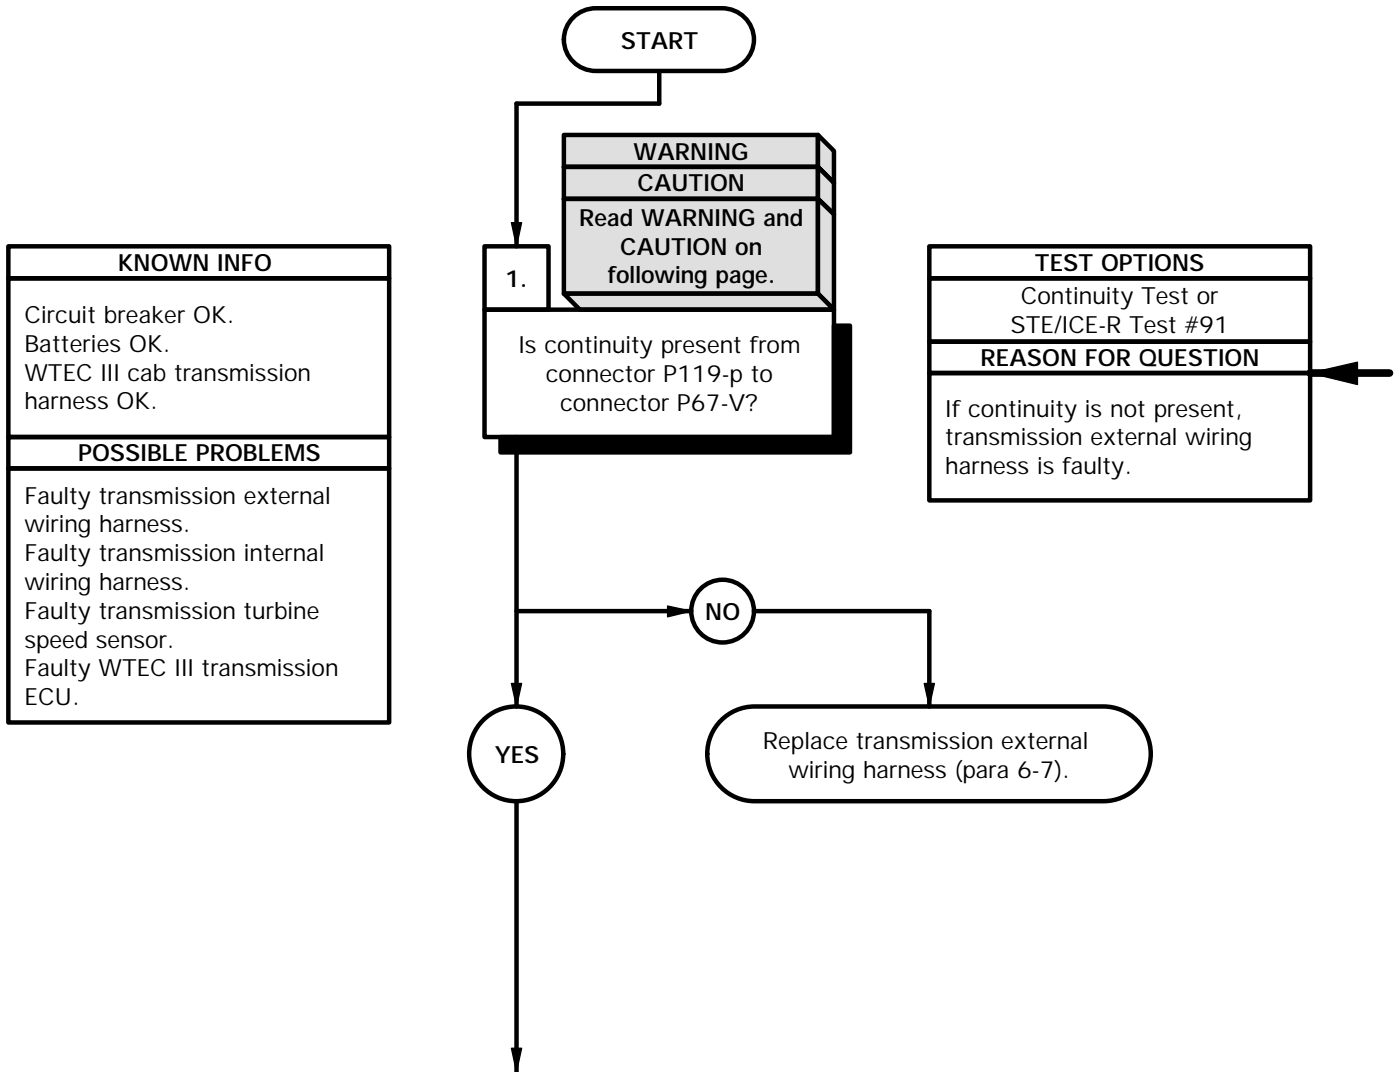 START
WARNING
CAUTION
Read WARNING and
CAUTION on
following page.
KNOWN INFO
Circuit breaker OK.
Batteries OK.
WTEC III cab transmission
harness OK.
POSSIBLE PROBLEMS
Faulty transmission external
wiring harness.
Faulty transmission internal
wiring harness.
Faulty transmission turbine
speed sensor.
Faulty WTEC III transmission
ECU.
1.
Is continuity present from
connector P119-p to
connector P67-V?
TEST OPTIONS
Continuity Test or
STE/ICE-R Test #91
REASON FOR QUESTION
If continuity is not present,
transmission external wiring
harness is faulty.
NO
YES
Replace transmission external
wiring harness (para 6-7).